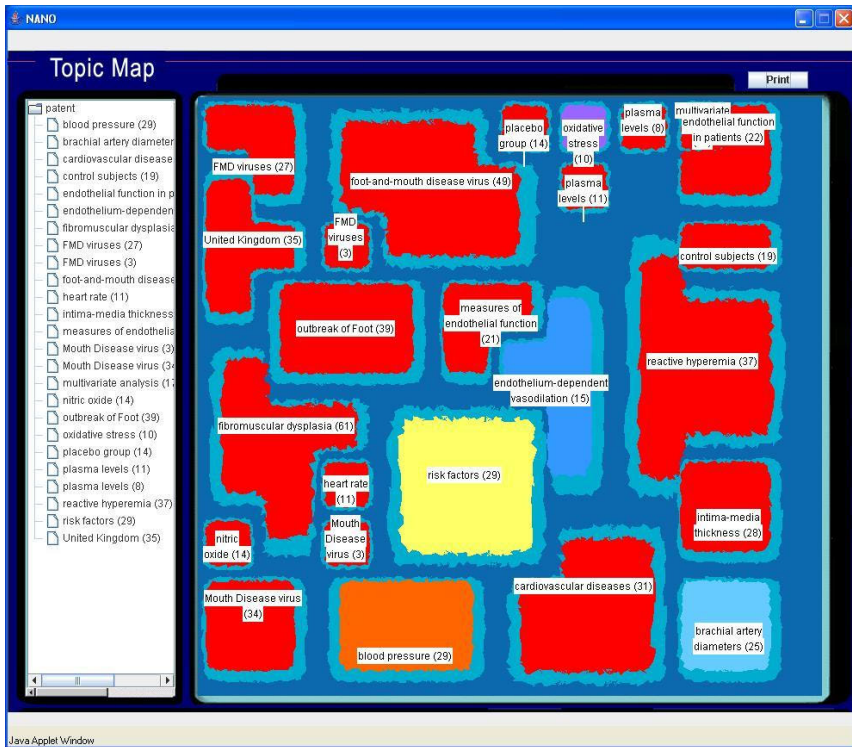 NANO
Topic Map
Print
patent
blood pressure (29)
brachial artery diameter
cardiovascular disease
control subjects (19)
endothelial function in p
endothelium-dependen
fibromuscular dysplasia
FMD viruses (27)
FMD viruses (3)
foot-and-mouth disease
heart rate (11)
intima-media thickness
measures of endothelia
Mouth Disease virus (3)
Mouth Disease virus (34
multivariate analysis (17
nitric oxide (14)
outbreak of Foot (39)
oxidative stress (10)
placebo group (14)
plasma levels (11)
plasma levels (8)
reactive hyperemia (37)
risk factors (29)
United Kingdom (35)
FMD viruses (27)
foot-and-mouth disease virus (49)
placebo
group (14)
oxidative
stress
(10)
plasma
levels (8)
multivariate
endothelial function
in patients (22)
plasma
levels (11)
United Kingdom (35)
FMD
viruses
(3)
control subjects (19)
outbreak of Foot (39)
measures of
endothelial function
(21)
reactive hyperemia (37)
endothelium-dependent
vasodilation (15)
fibromuscular dysplasia (61)
risk factors (29)
heart rate
(11)
nitric
oxide (14)
Mouth
Disease
virus (3)
intima-media
thickness (28)
Mouth Disease virus
(34)
cardiovascular diseases (31)
blood pressure (29)
brachial artery
diameters (25)
Java Applet Window